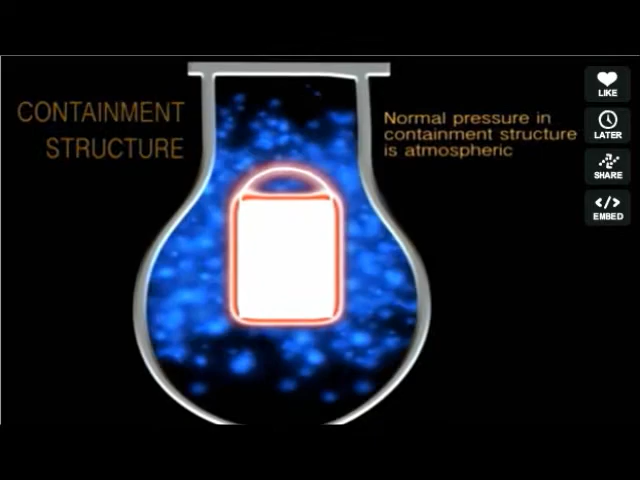 CONTAINMENT
STRUCTURE
Normal pressure in
containment structure
is atmospheric
LIKE
LATER
SHARE
EMBED